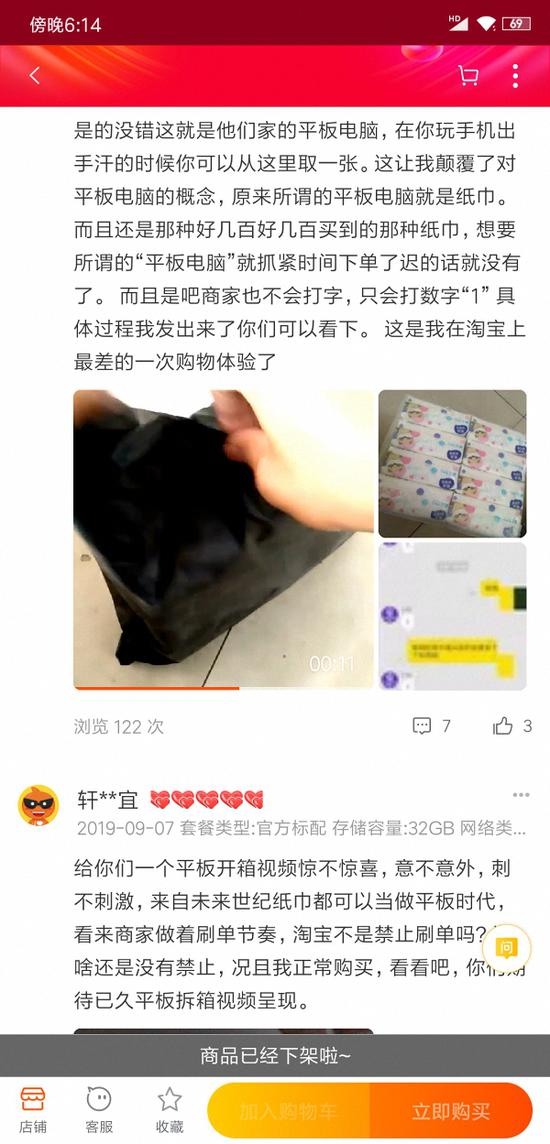 傍晚6:14
HD
69
是的没错这就是他们家的平板电脑，在你玩手机出
手汗的时候你可以从这里取一张。这让我颠覆了对
平板电脑的概念，原来所谓的平板电脑就是纸巾。
而且还是那种好几百好几百买到的那种纸巾，想要
所谓的“平板电脑”就抓紧时间下单了迟的话就没有
了。 而且是吧商家也不会打字，只会打数字“1” 具
体过程我发出来了你们可以看下。 这是我在淘宝上
最差的一次购物体验了
00:11
浏览 122 次
7
3
轩**宜
2019-09-07 套餐类型:官方标配 存储容量:32GB 网络类...
给你们一个平板开箱视频惊不惊喜，意不意外，刺
不刺激，来自未来世纪纸巾都可以当做平板时代，
看来商家做着刷单节奏，淘宝不是禁止刷单吗?
问
啥还是没有禁止，况且我正常购买，看看吧，你们期
待已久平板拆箱视频呈现。
商品已经下架啦~
店铺
客服
收藏
加入购物车
立即购买